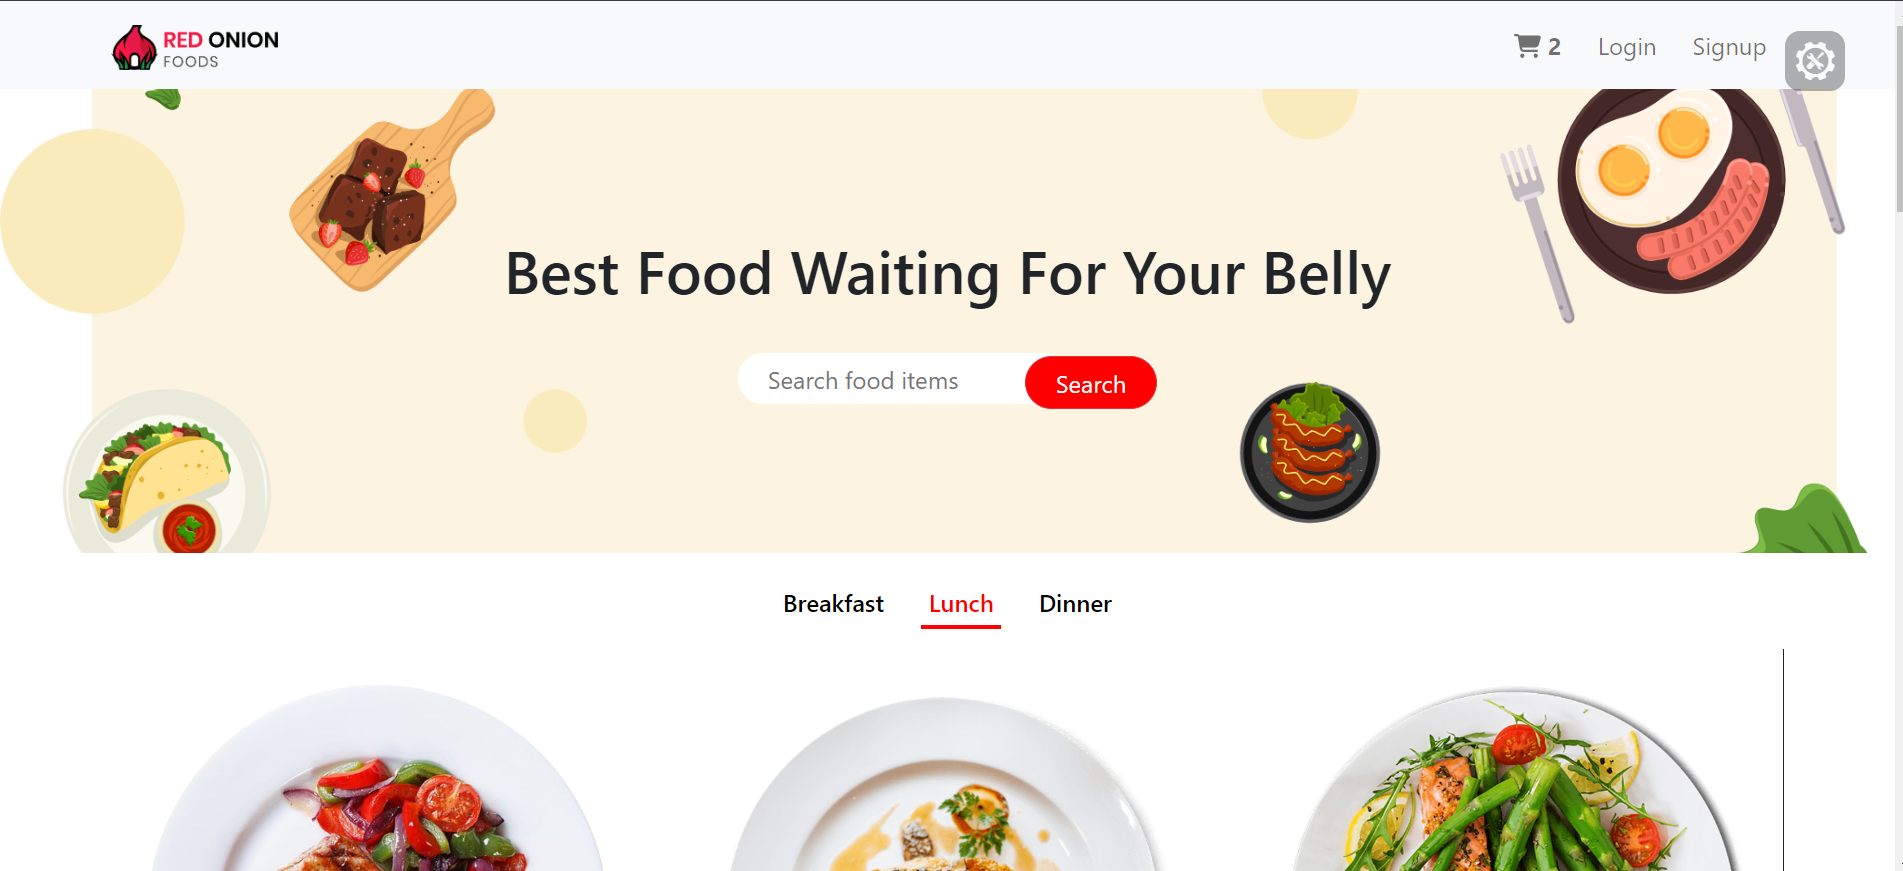 RED ONION
FOODS
2
Login
Signup
Best Food Waiting For Your Belly
Search food items
Search
Breakfast
Lunch
Dinner